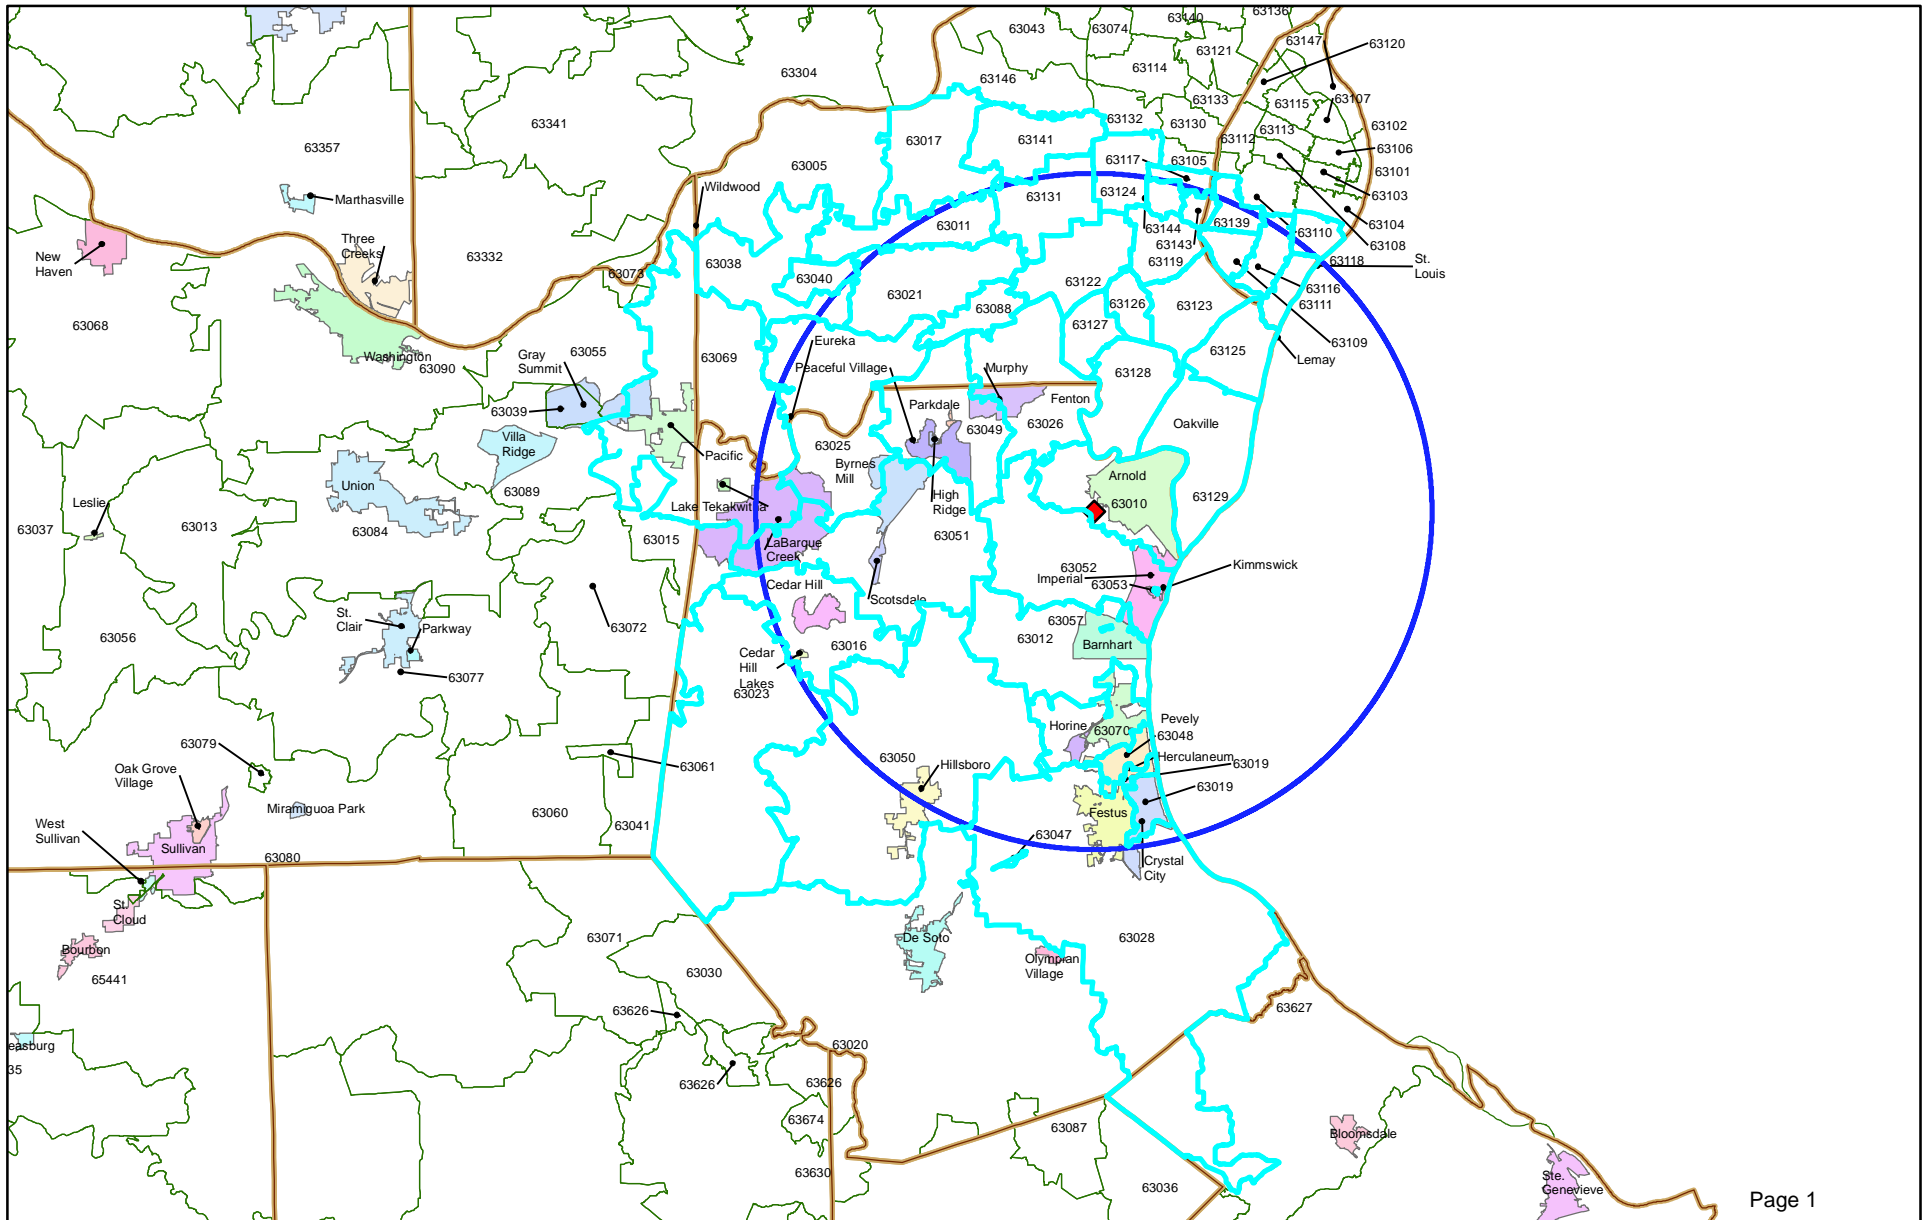 63140
63136
63043
63074
63147
63120
63121
63304
63146
63114
63133
63115
63107
63341
63017
63141
63132
63130
63112
63113
63102
63357
63005
63117
63105
63106
63101
Marthasville
Wildwood
63131
63124
63103
63104
63011
63144
63139
63110
63108
63143
New
Haven
Three
Creeks
63332
63073
63038
63040
63119
63118
St.
Louis
63021
63122
63126
63123
63116
63111
63068
63088
63127
63109
Washington
63090
Gray
Summit
63055
63069
Eureka
63125
Lemay
Peaceful Village
Murphy
63128
63039
Parkdale
63049
Fenton
63026
Oakville
Villa
Ridge
63025
Pacific
Byrnes
Mill
Arnold
Union
63089
High
Ridge
63129
Leslie
Lake Tekakwitha
63010
63037
63013
63084
63015
LaBarque
Creek
63051
63052
Imperial
63053
Kimmswick
Cedar Hill
Scotsdale
St.
Clair
Parkway
63072
63057
63056
63012
Barnhart
63016
Cedar
Hill
Lakes
63077
63023
Horine
63070
Pevely
63048
63079
Oak Grove
Village
63061
63050
Hillsboro
Herculaneum
63019
63019
Miramiguoa Park
63060
63041
Festus
West
Sullivan
Sullivan
63047
63080
Crystal
City
St.
Cloud
De Soto
63028
63071
Bourbon
Olympian
Village
65441
63030
63626
63627
easburg
63020
35
63626
63626
63674
63087
Bloomsdale
63630
63036
Ste.
Genevieve
Page 1